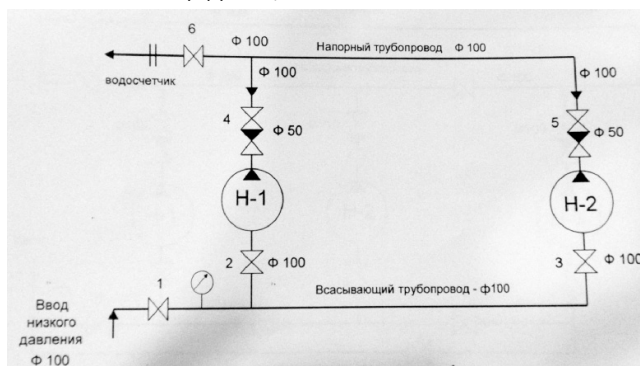 6
Ф 100
Напорный трубопровод Ф 100
водосчетчик
Ф 100
Ф 100
4
Ф 50
5
Ф 50
Н-1
Н-2
2
Ф 100
3
Ф 100
1
Всасывающий трубопровод - ф100
Ввод
низкого
давления
Ф 100